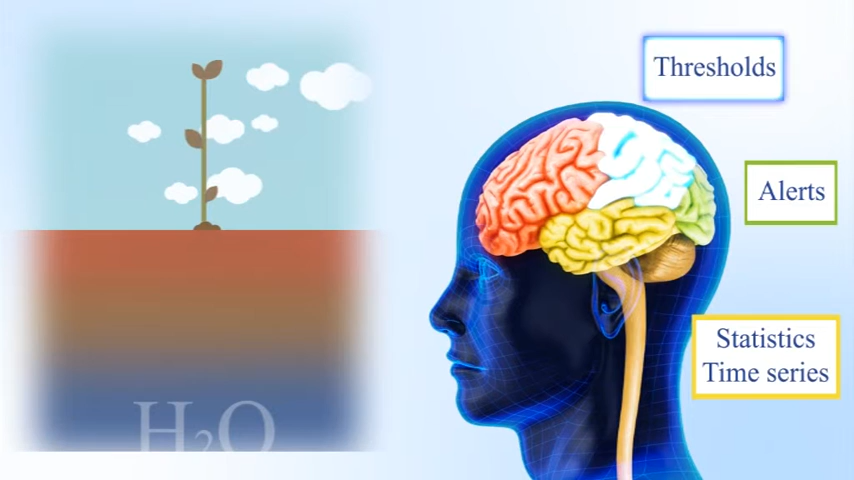 Thresholds
Alerts
Statistics
Time series
H₂O